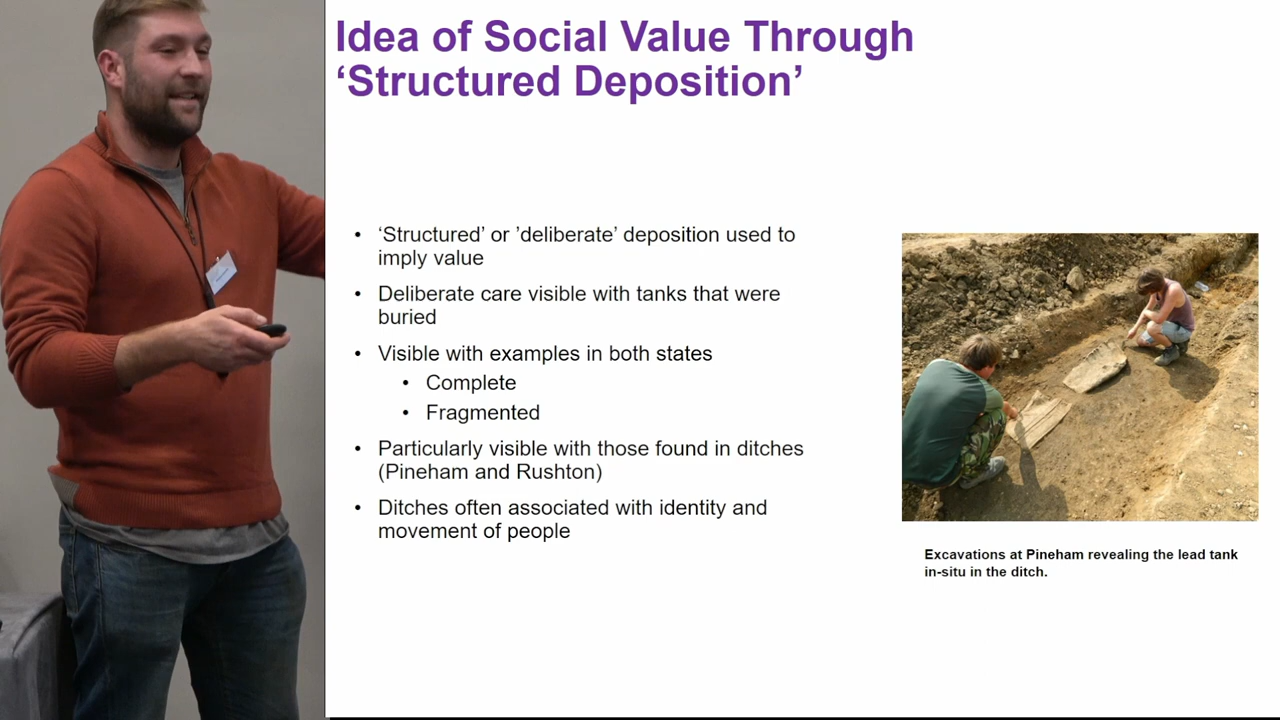 Idea of Social Value Through
‘Structured Deposition’
• ‘Structured’ or ’deliberate’ deposition used to
imply value
• Deliberate care visible with tanks that were
buried
• Visible with examples in both states
• Complete
• Fragmented
• Particularly visible with those found in ditches
(Pineham and Rushton)
• Ditches often associated with identity and
movement of people
Excavations at Pineham revealing the lead tank
in-situ in the ditch.